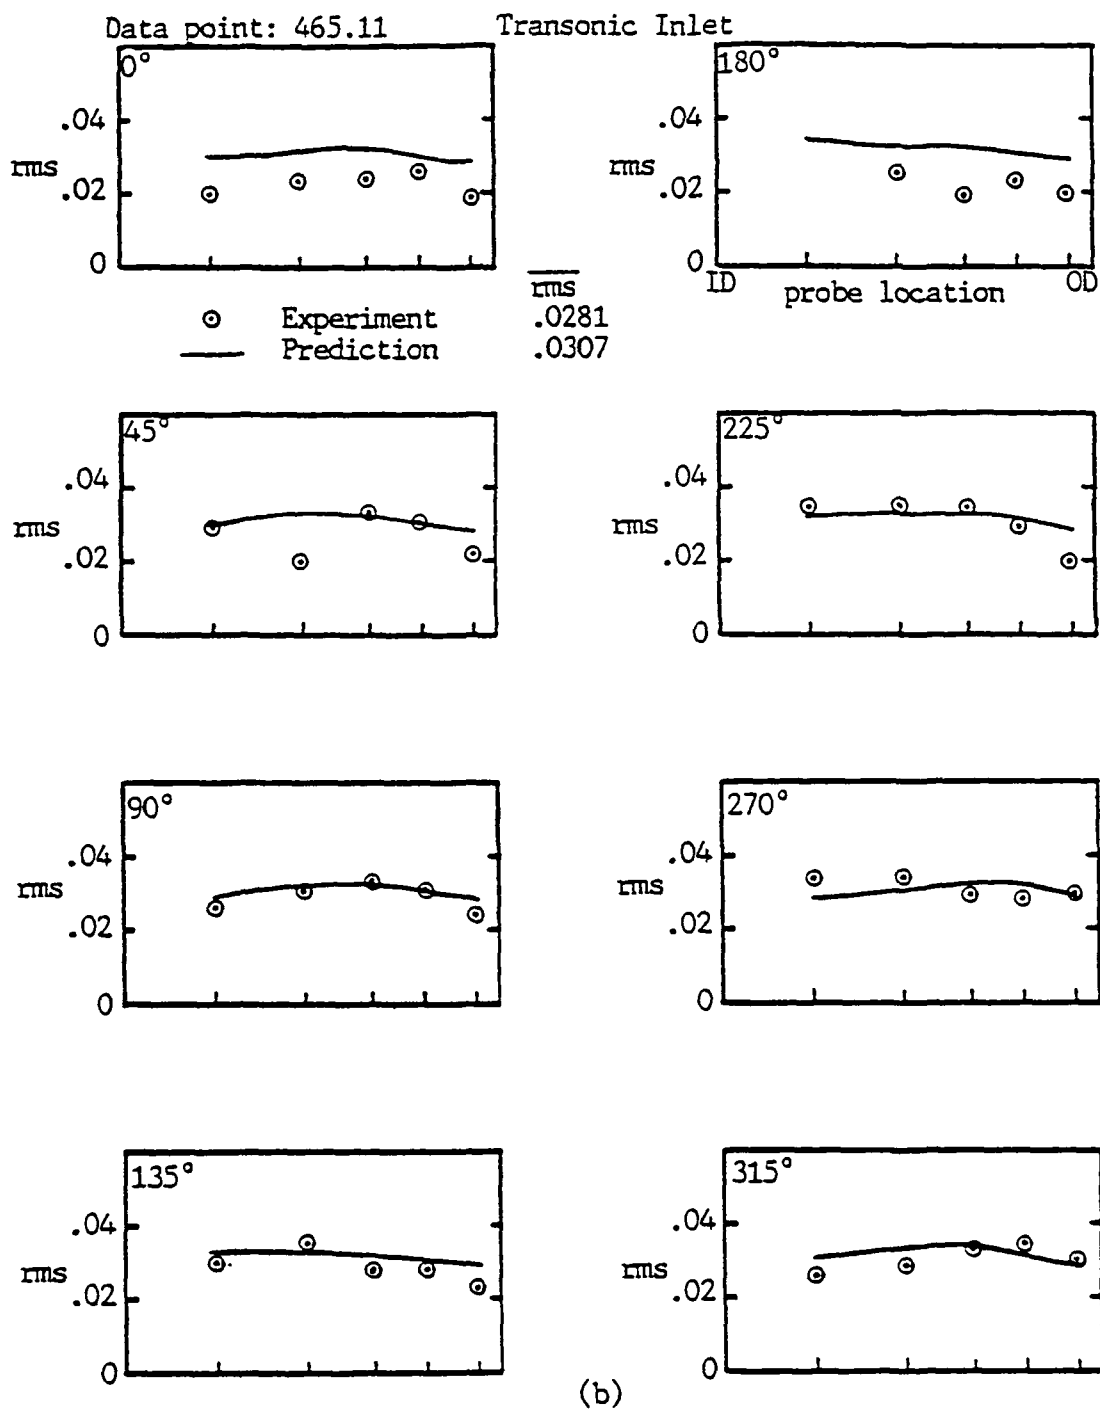 Data point: 465.11 Transonic Inlet
0°
.04
rms
.02
0
180°
.04
rms
.02
0
ID probe location OD
rms
⊙ Experiment .0281
Prediction .0307
45°
.04
rms
.02
0
225°
.04
rms
.02
0
90°
.04
rms
.02
0
270°
.04
rms
.02
0
135°
.04
rms
.02
0
315°
.04
rms
.02
0
(b)